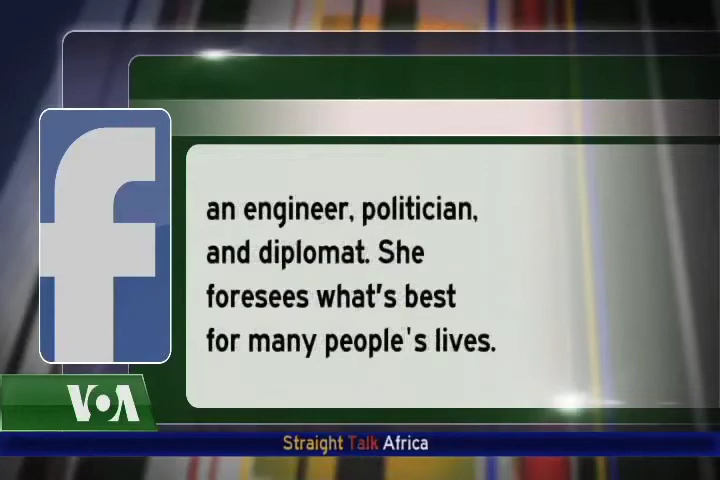 an engineer, politician,
and diplomat. She
foresees what's best
for many people's lives.
VOA
Straight Talk Africa